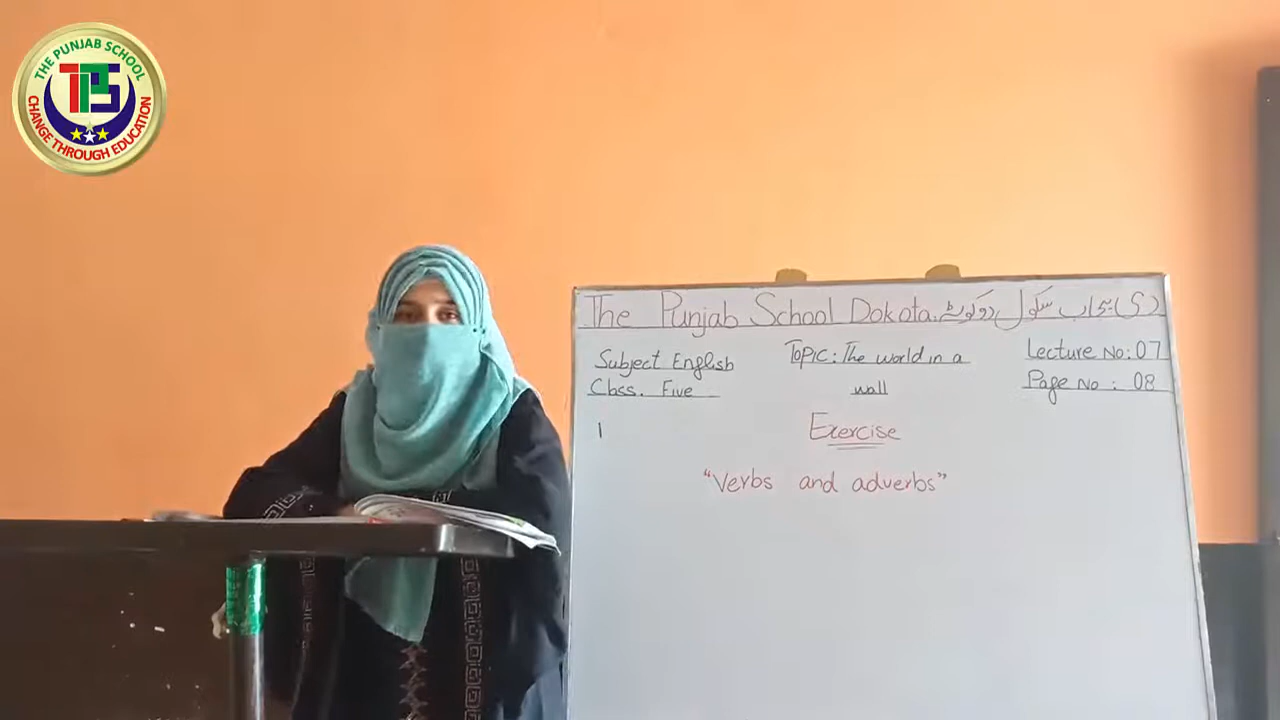 THE PUNJAB SCHOOL
TPS
CHANGE THROUGH EDUCATION
The Punjab School Dokota.
Subject English
Class. Five
Topic: The world in a
wall
Lecture No: 07
Page No : 08
Exercise
"Verbs and adverbs"